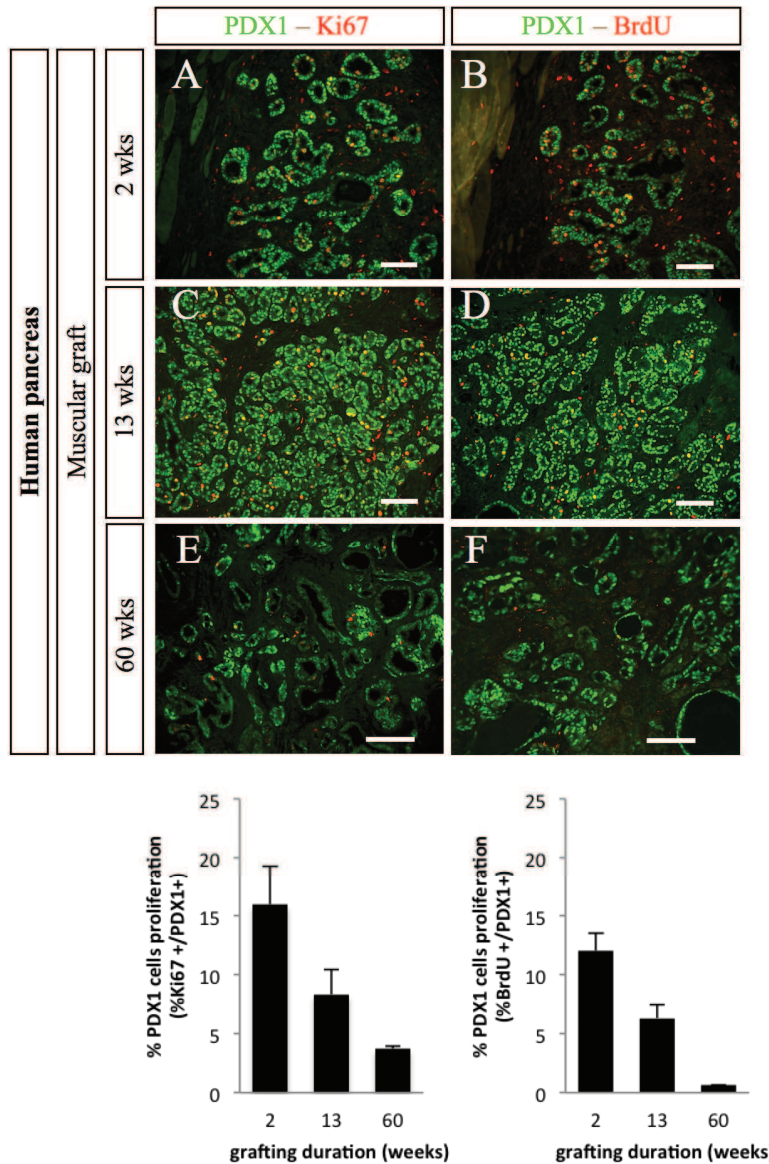 PDX1 – Ki67
PDX1 – BrdU
Human pancreas
Muscular graft
2 wks
A
B
13 wks
C
D
60 wks
E
F
% PDX1 cells proliferation
(%Ki67 +/PDX1+)
25
20
15
10
5
0
2 13 60
grafting duration (weeks)
% PDX1 cells proliferation
(%BrdU +/PDX1+)
25
20
15
10
5
0
2 13 60
grafting duration (weeks